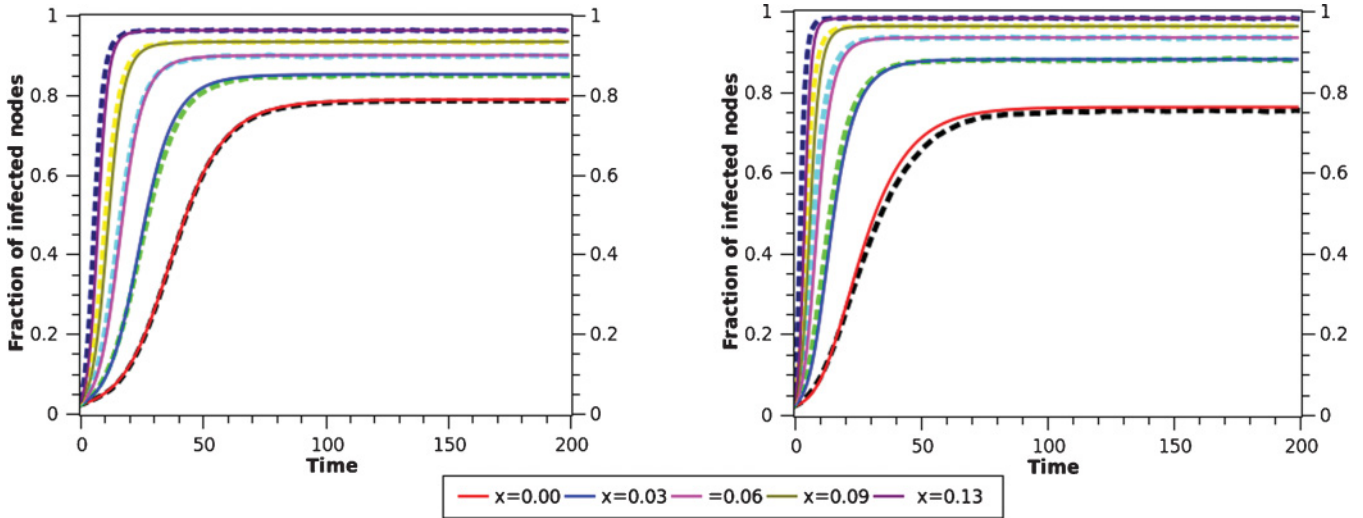 1 1
0.8 0.8
0.6 0.6
0.4 0.4
0.2 0.2
0 0
0 50 100 150 200
Fraction of infected nodes
Time
1 1
0.8 0.8
0.6 0.6
0.4 0.4
0.2 0.2
0 0
0 50 100 150 200
Fraction of infected nodes
Time
x=0.00 x=0.03 =0.06 x=0.09 x=0.13